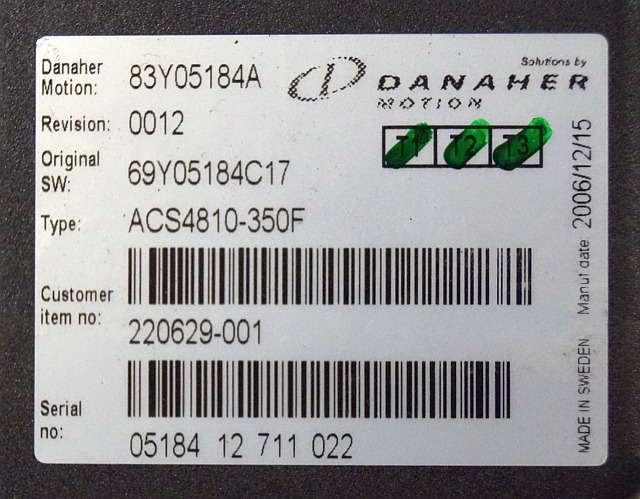 Danaher Motion: 83Y05184A
Solutions by
DANAHER
MOTION
Revision: 0012
T1 T2 T3
Original SW: 69Y05184C17
Type: ACS4810-350F
Customer item no: 220629-001
Serial no: 05184 12 711 022
MADE IN SWEDEN Manuf date: 2006/12/15